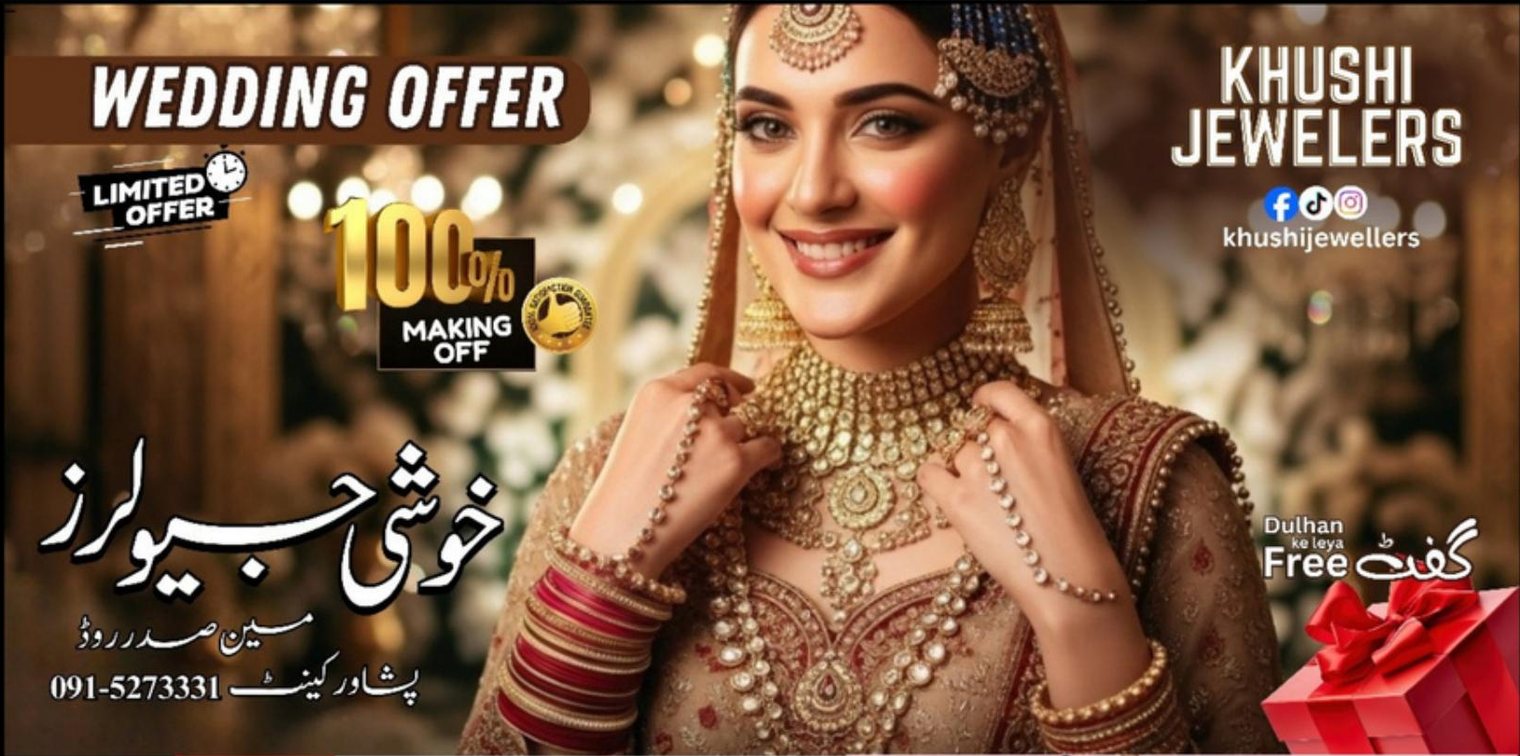 WEDDING OFFER
LIMITED
OFFER
100%
MAKING
OFF
KHUSHI
JEWELERS
khushijewellers
خوشی جیولرز
مین صدر روڈ
پشاور کینٹ 091-5273331
Dulhan
ke leya
Free گفٹ